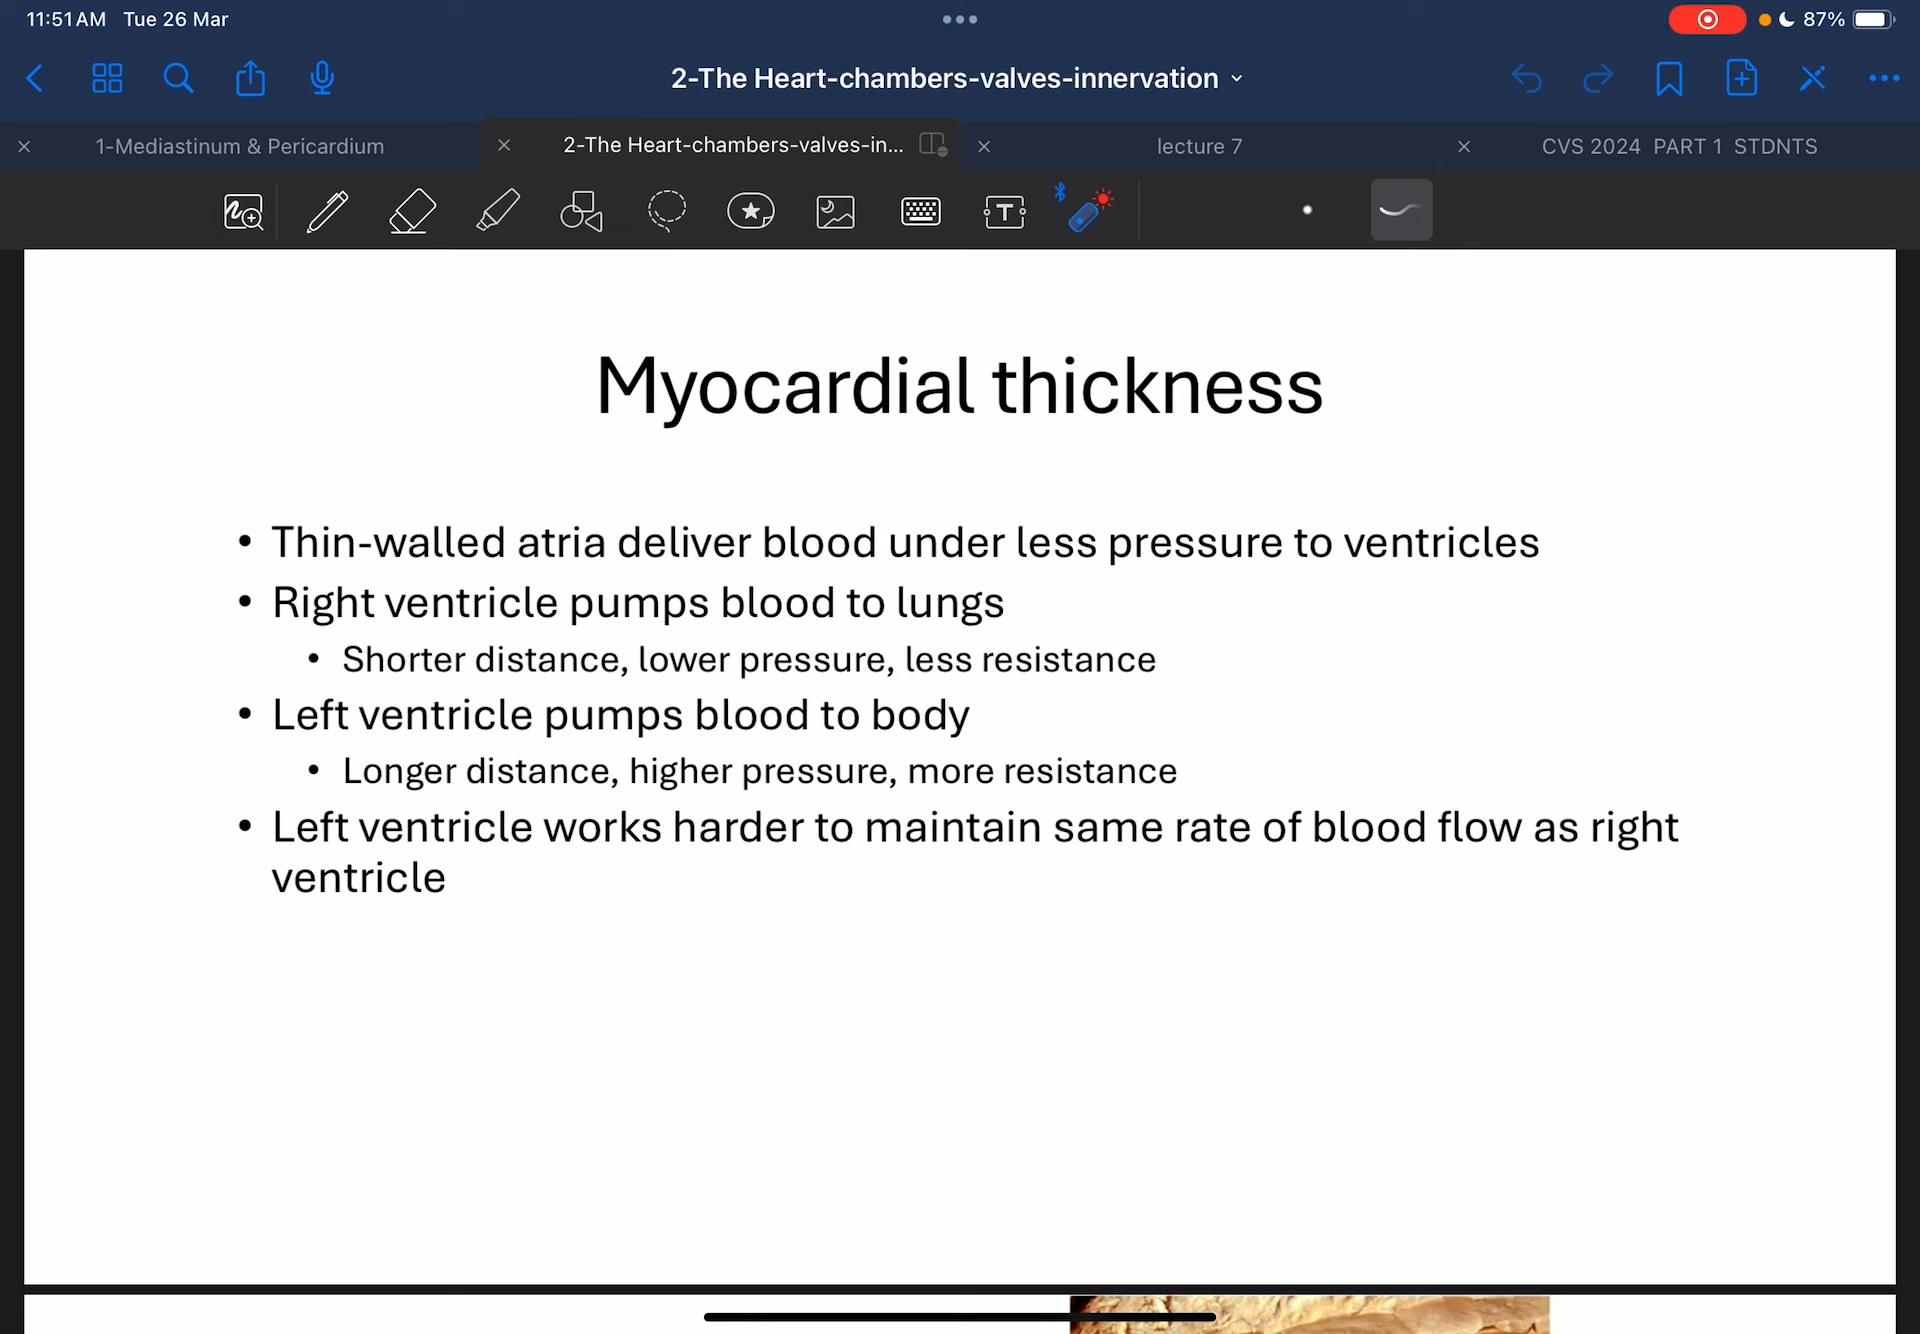 11:51 AM Tue 26 Mar
87%
2-The Heart-chambers-valves-innervation
1-Mediastinum & Pericardium
2-The Heart-chambers-valves-in...
lecture 7
CVS 2024 PART 1 STDNTS
Myocardial thickness
• Thin-walled atria deliver blood under less pressure to ventricles
• Right ventricle pumps blood to lungs
• Shorter distance, lower pressure, less resistance
• Left ventricle pumps blood to body
• Longer distance, higher pressure, more resistance
• Left ventricle works harder to maintain same rate of blood flow as right
ventricle